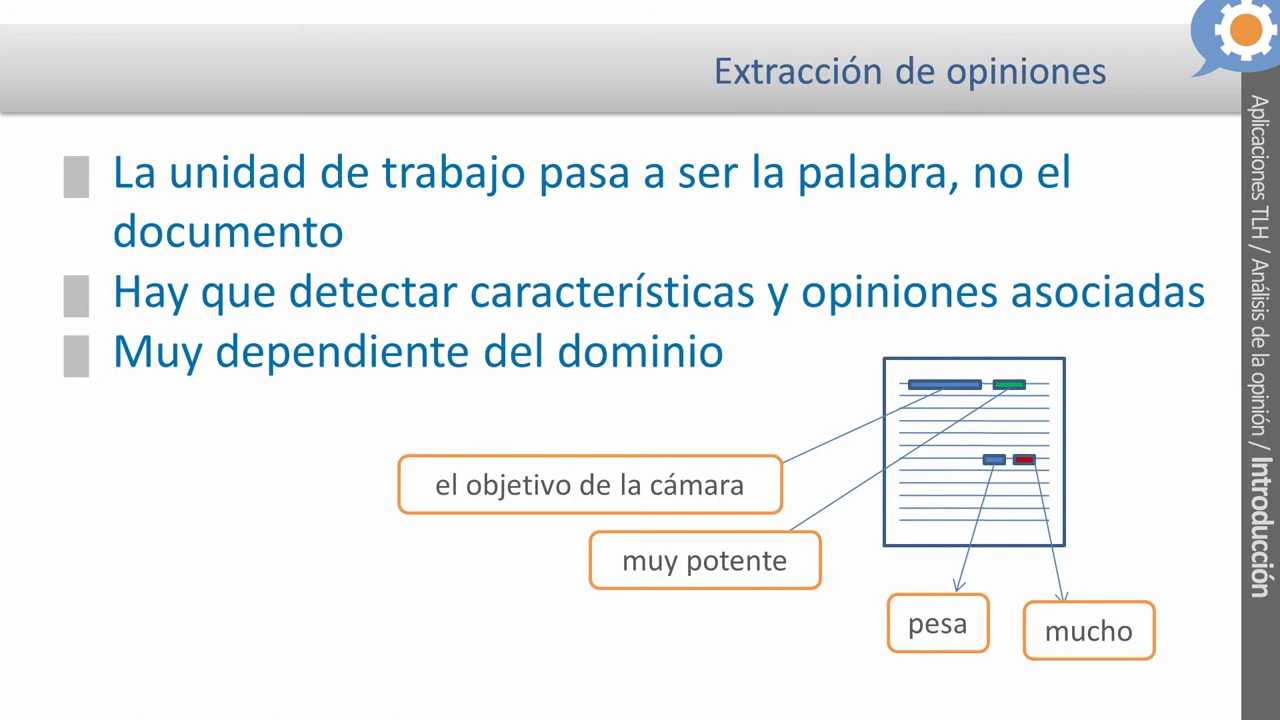 Extracción de opiniones
La unidad de trabajo pasa a ser la palabra, no el
documento
Hay que detectar características y opiniones asociadas
Muy dependiente del dominio
el objetivo de la cámara
muy potente
pesa
mucho
Aplicaciones TLH / Análisis de la opinión / Introducción